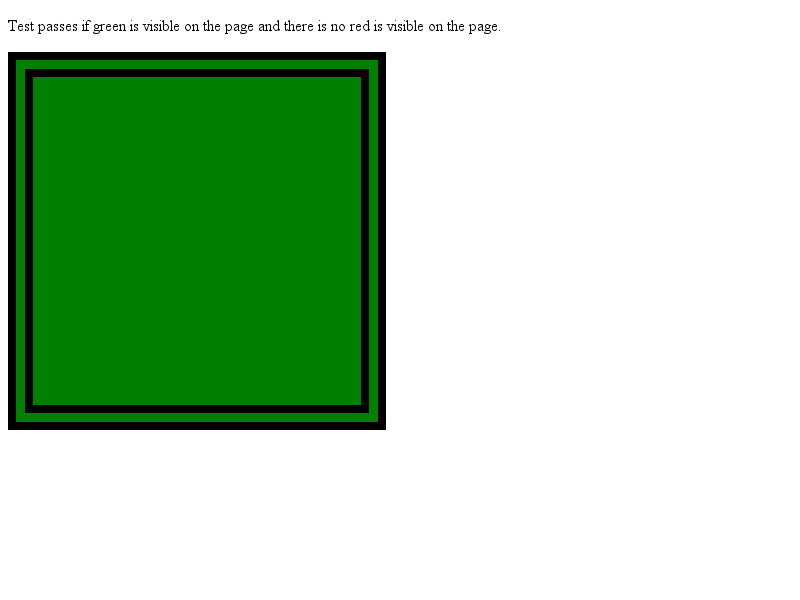 Test passes if green is visible on the page and there is no red is visible on the page.